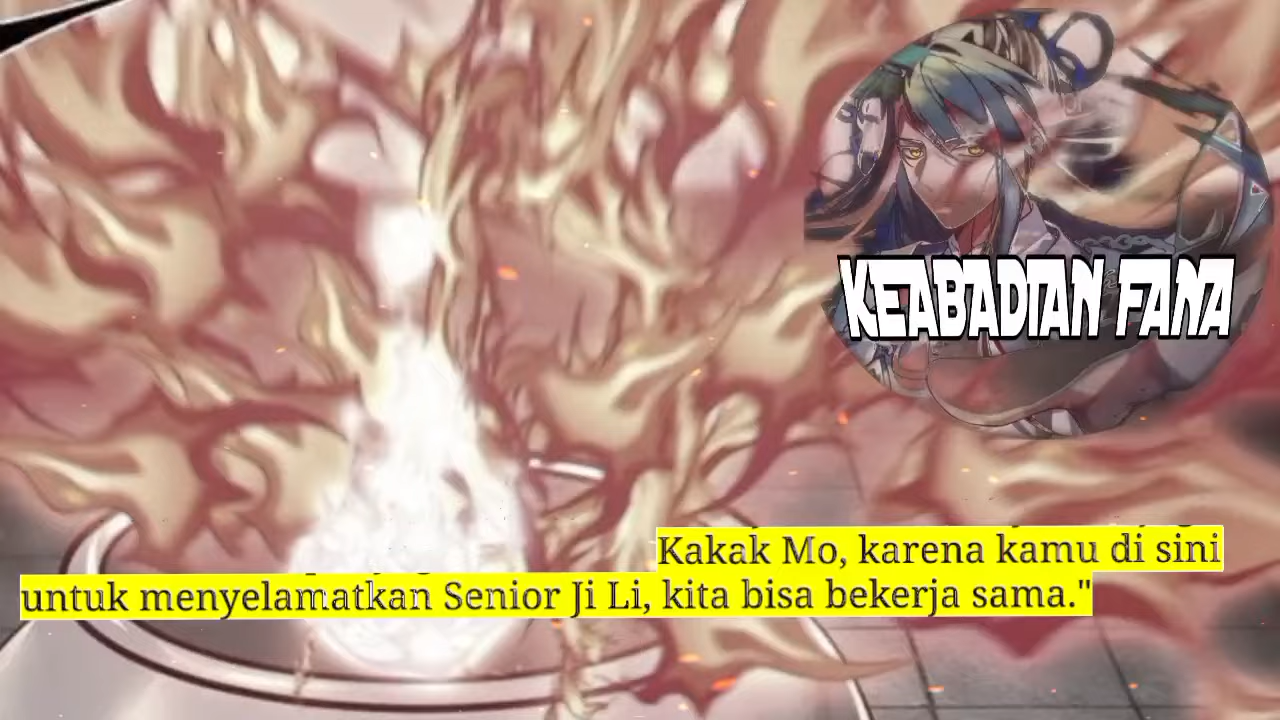 KEABADIAN FANA
Kakak Mo, karena kamu di sini
untuk menyelamatkan Senior Ji Li, kita bisa bekerja sama."